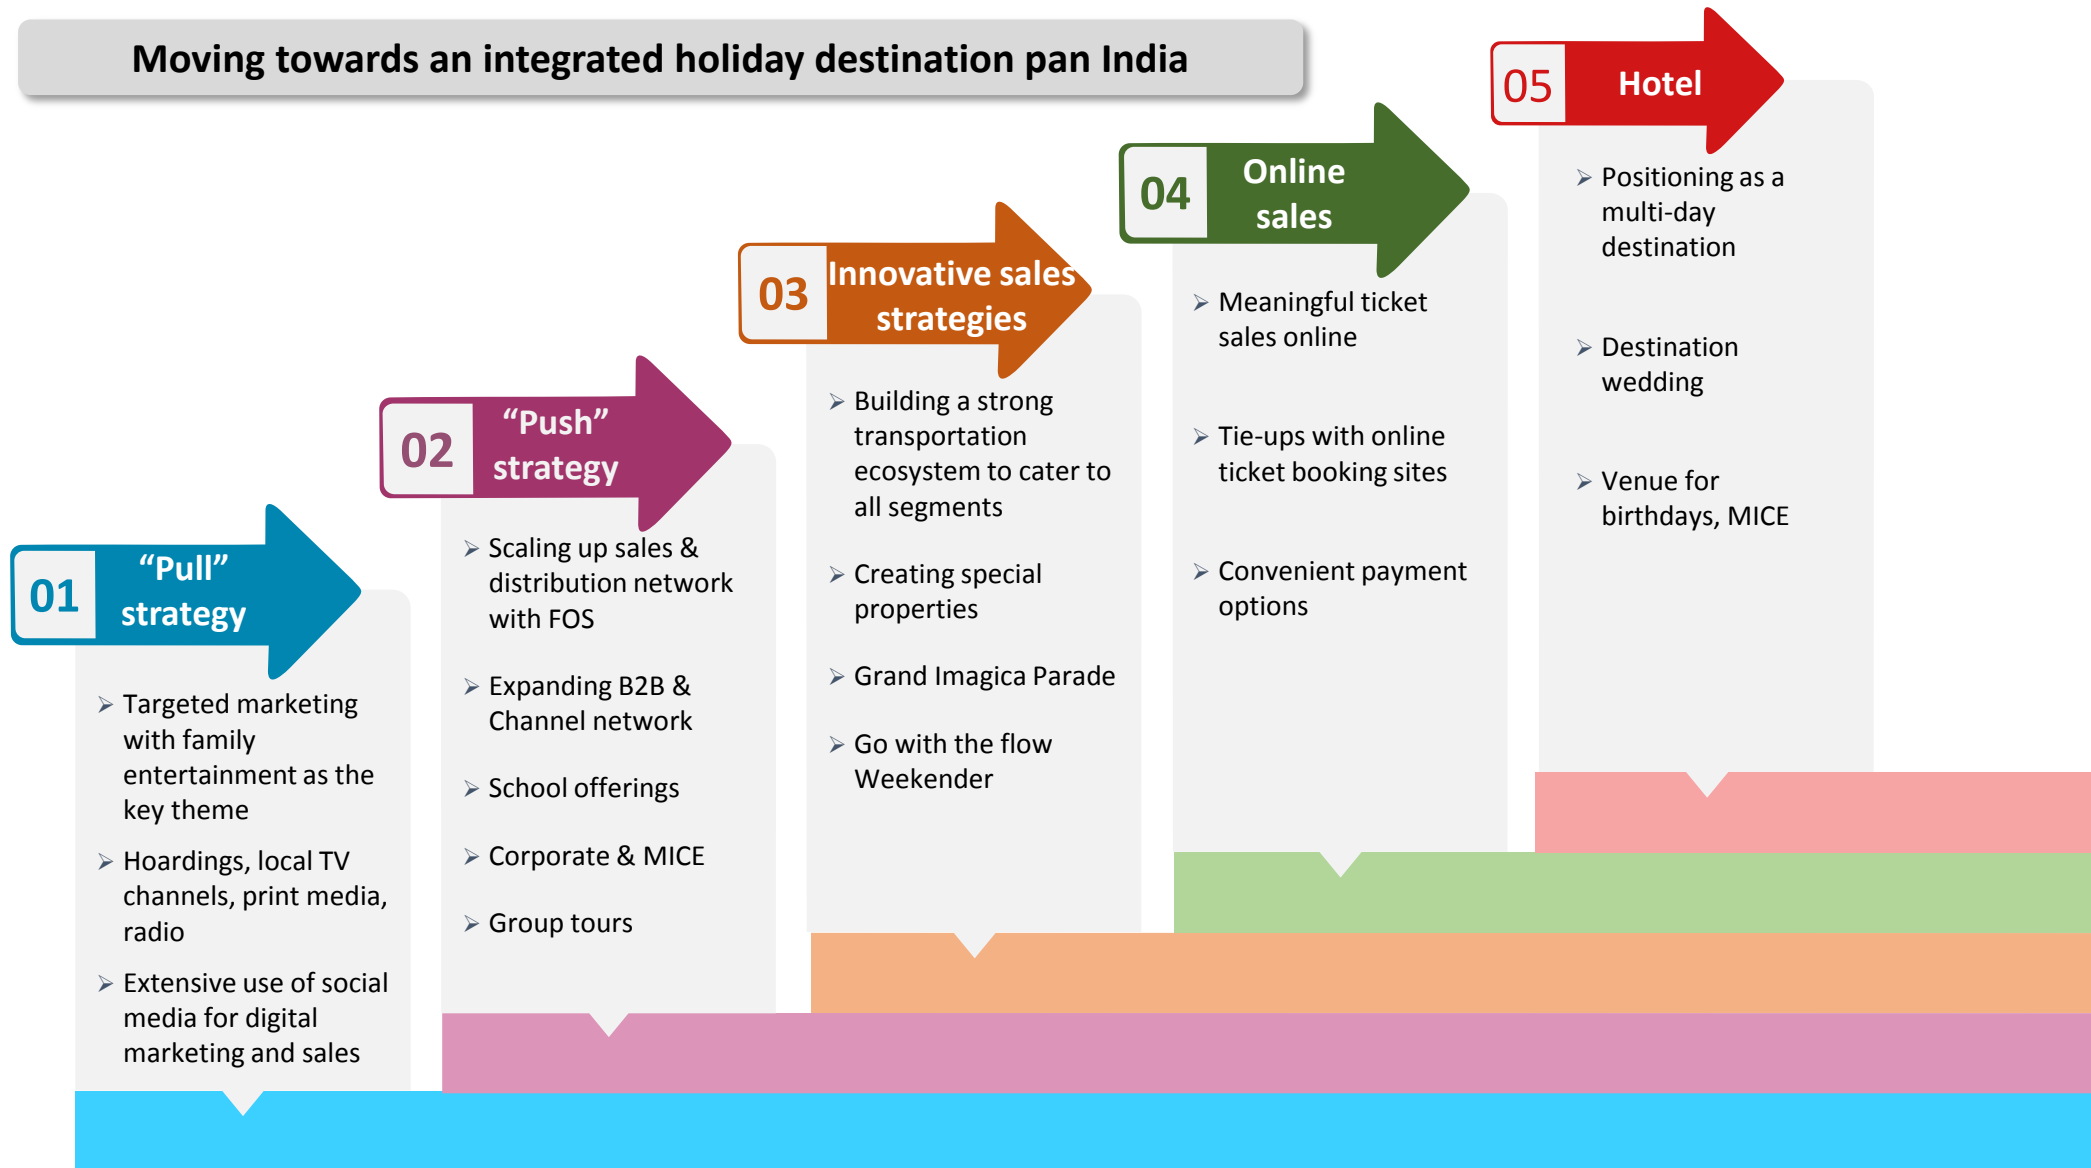 Moving towards an integrated holiday destination pan India
01
“Pull”
strategy
➢ Targeted marketing
with family
entertainment as the
key theme
➢ Hoardings, local TV
channels, print media,
radio
➢ Extensive use of social
media for digital
marketing and sales
02
“Push”
strategy
➢ Scaling up sales &
distribution network
with FOS
➢ Expanding B2B &
Channel network
➢ School offerings
➢ Corporate & MICE
➢ Group tours
03
Innovative sales
strategies
➢ Building a strong
transportation
ecosystem to cater to
all segments
➢ Creating special
properties
➢ Grand Imagica Parade
➢ Go with the flow
Weekender
04
Online
sales
➢ Meaningful ticket
sales online
➢ Tie-ups with online
ticket booking sites
➢ Convenient payment
options
05
Hotel
➢ Positioning as a
multi-day
destination
➢ Destination
wedding
➢ Venue for
birthdays, MICE